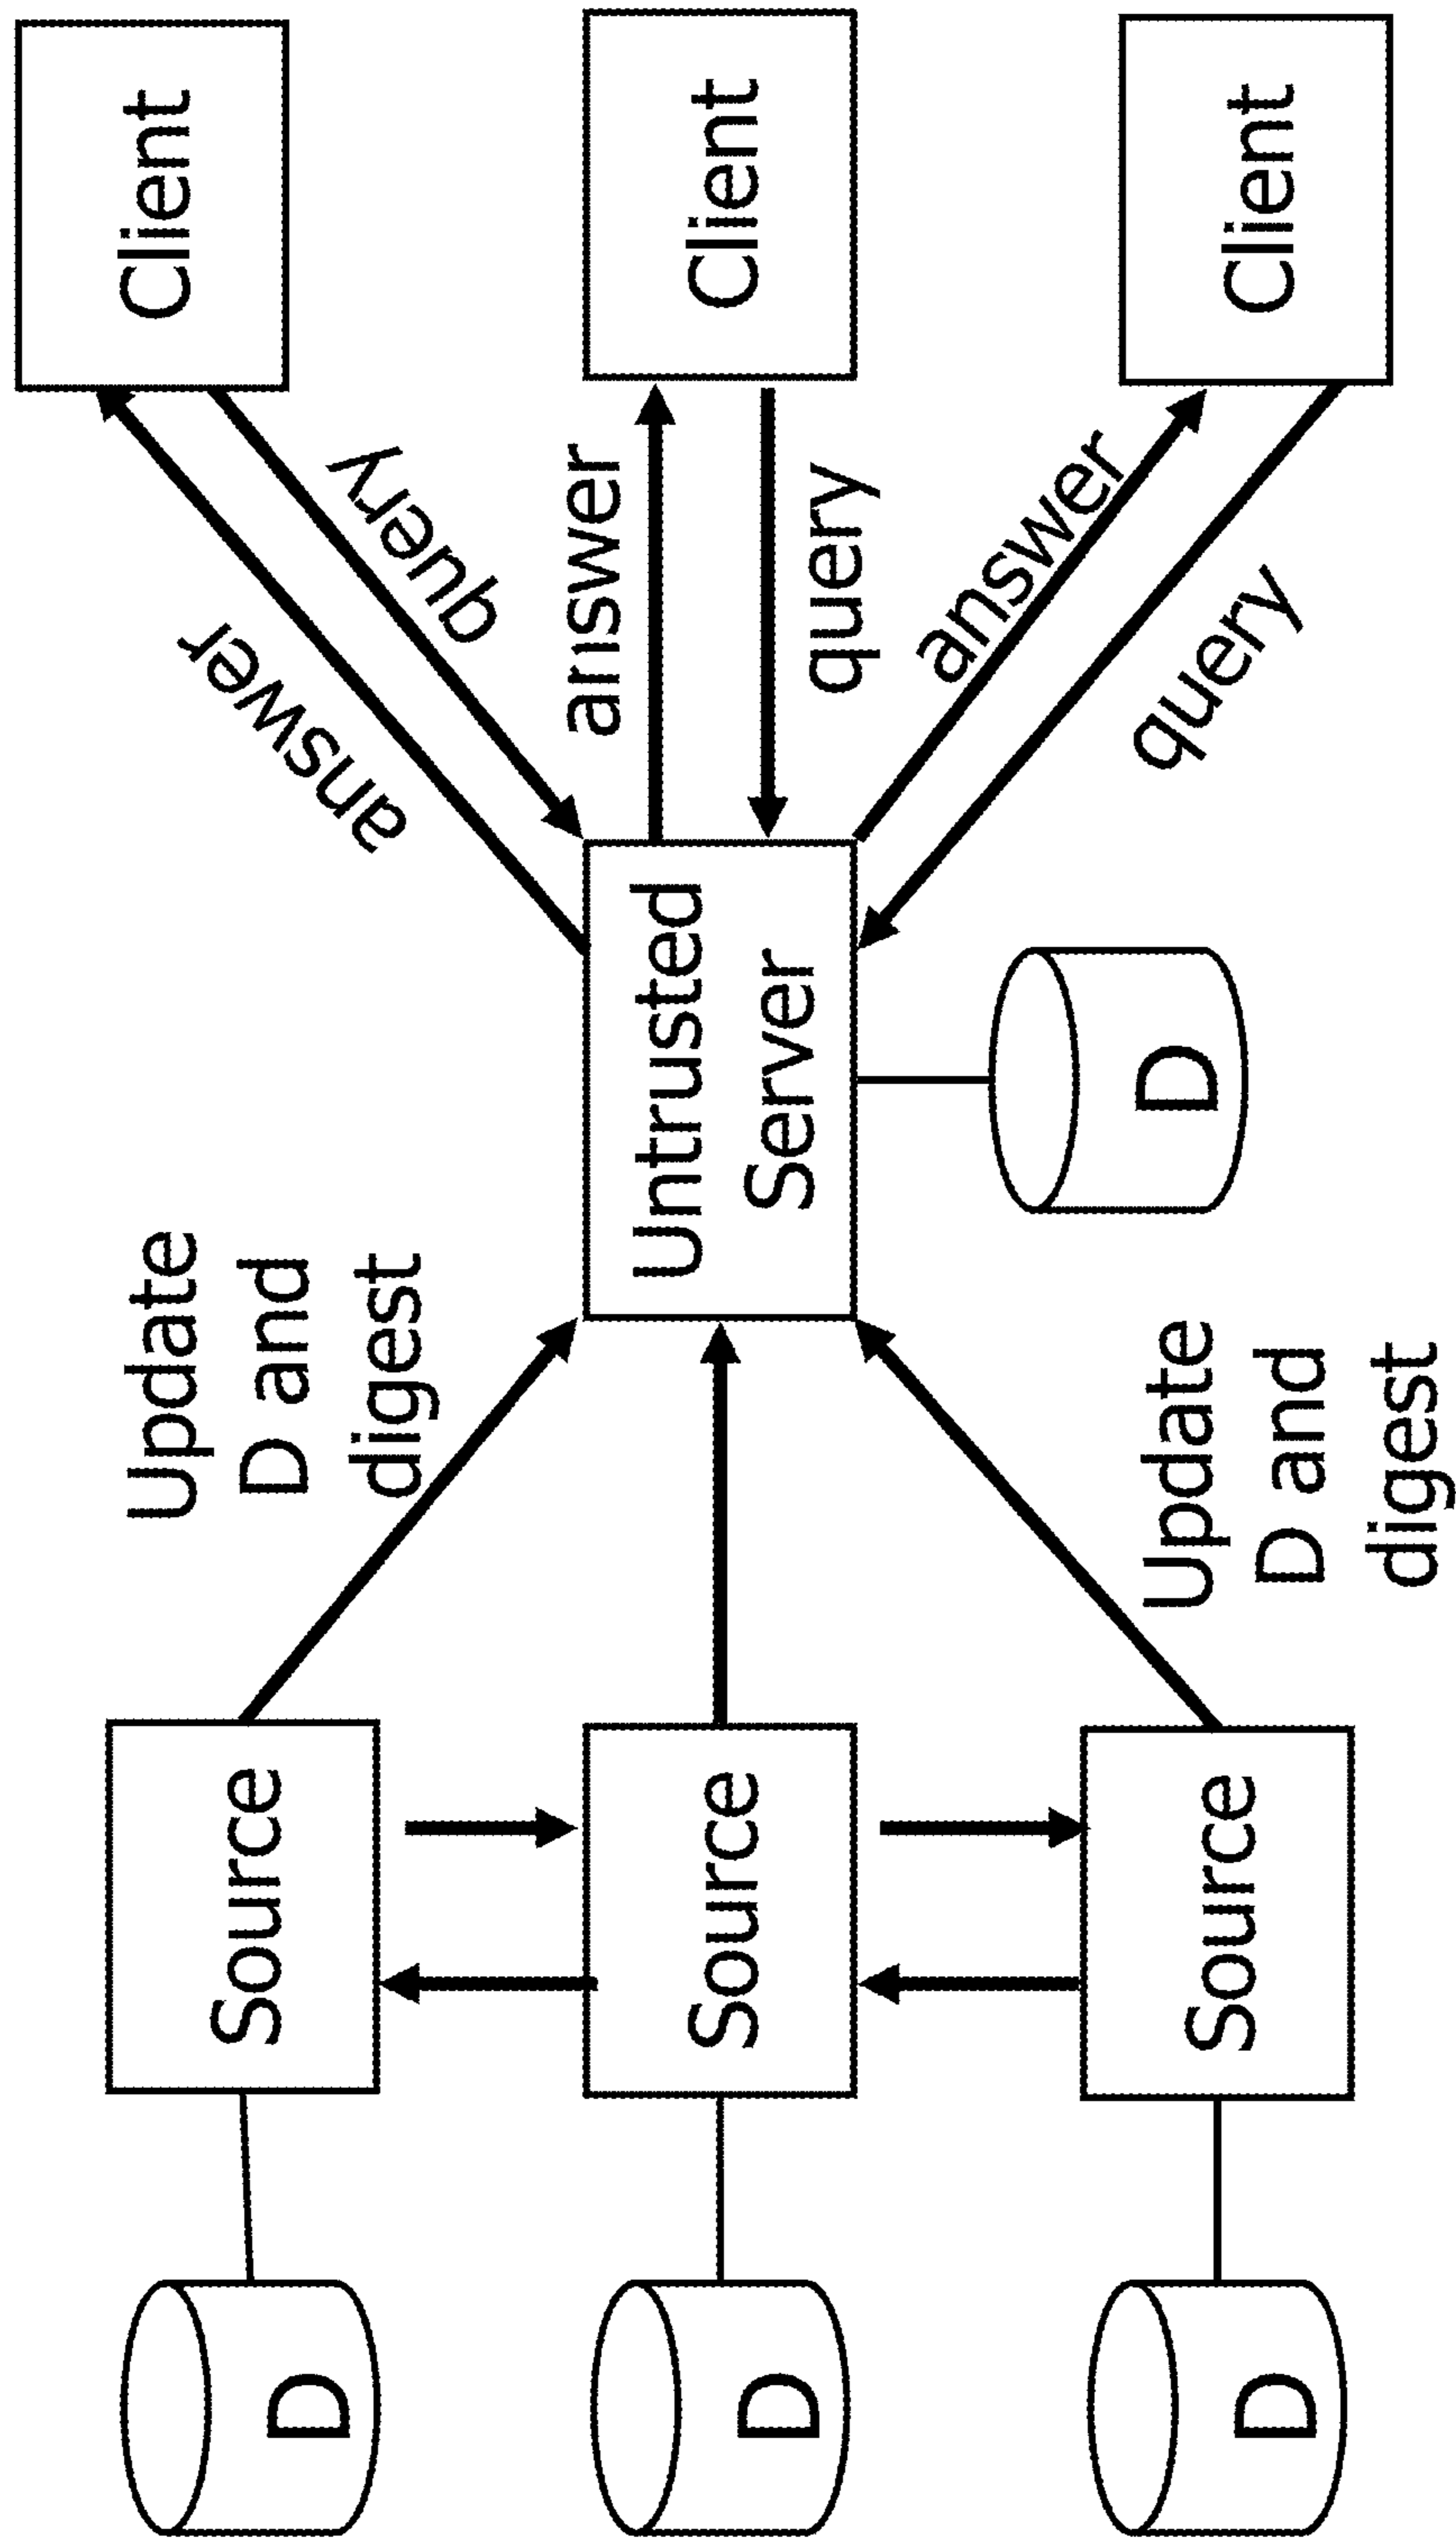 D
Source
Update
D and
digest
answer
query
Client
D
Source
Untrusted
Server
answer
query
Client
D
Source
Update
D and
digest
D
answer
query
Client